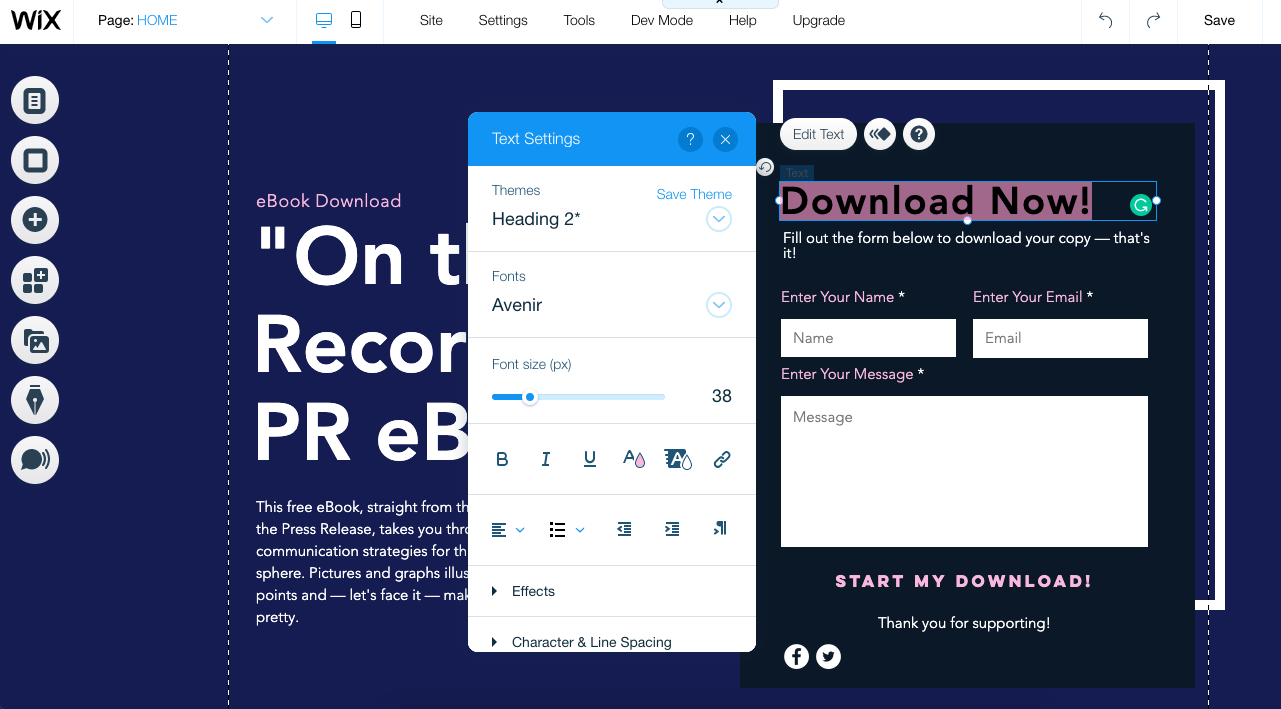 WiX
Page: HOME
Site
Settings
Tools
Dev Mode
Help
Upgrade
Save
eBook Download
"On th
Recor
PR eB
This free eBook, straight from th
the Press Release, takes you thro
communication strategies for th
sphere. Pictures and graphs illus
points and — let's face it — mak
pretty.
Text Settings
?
Themes
Save Theme
Heading 2*
Fonts
Avenir
Font size (px)
38
B I U A A
Effects
Character & Line Spacing
Edit Text
?
Text
Download Now!
Fill out the form below to download your copy — that's
it!
Enter Your Name *
Enter Your Email *
Name
Email
Enter Your Message *
Message
START MY DOWNLOAD!
Thank you for supporting!